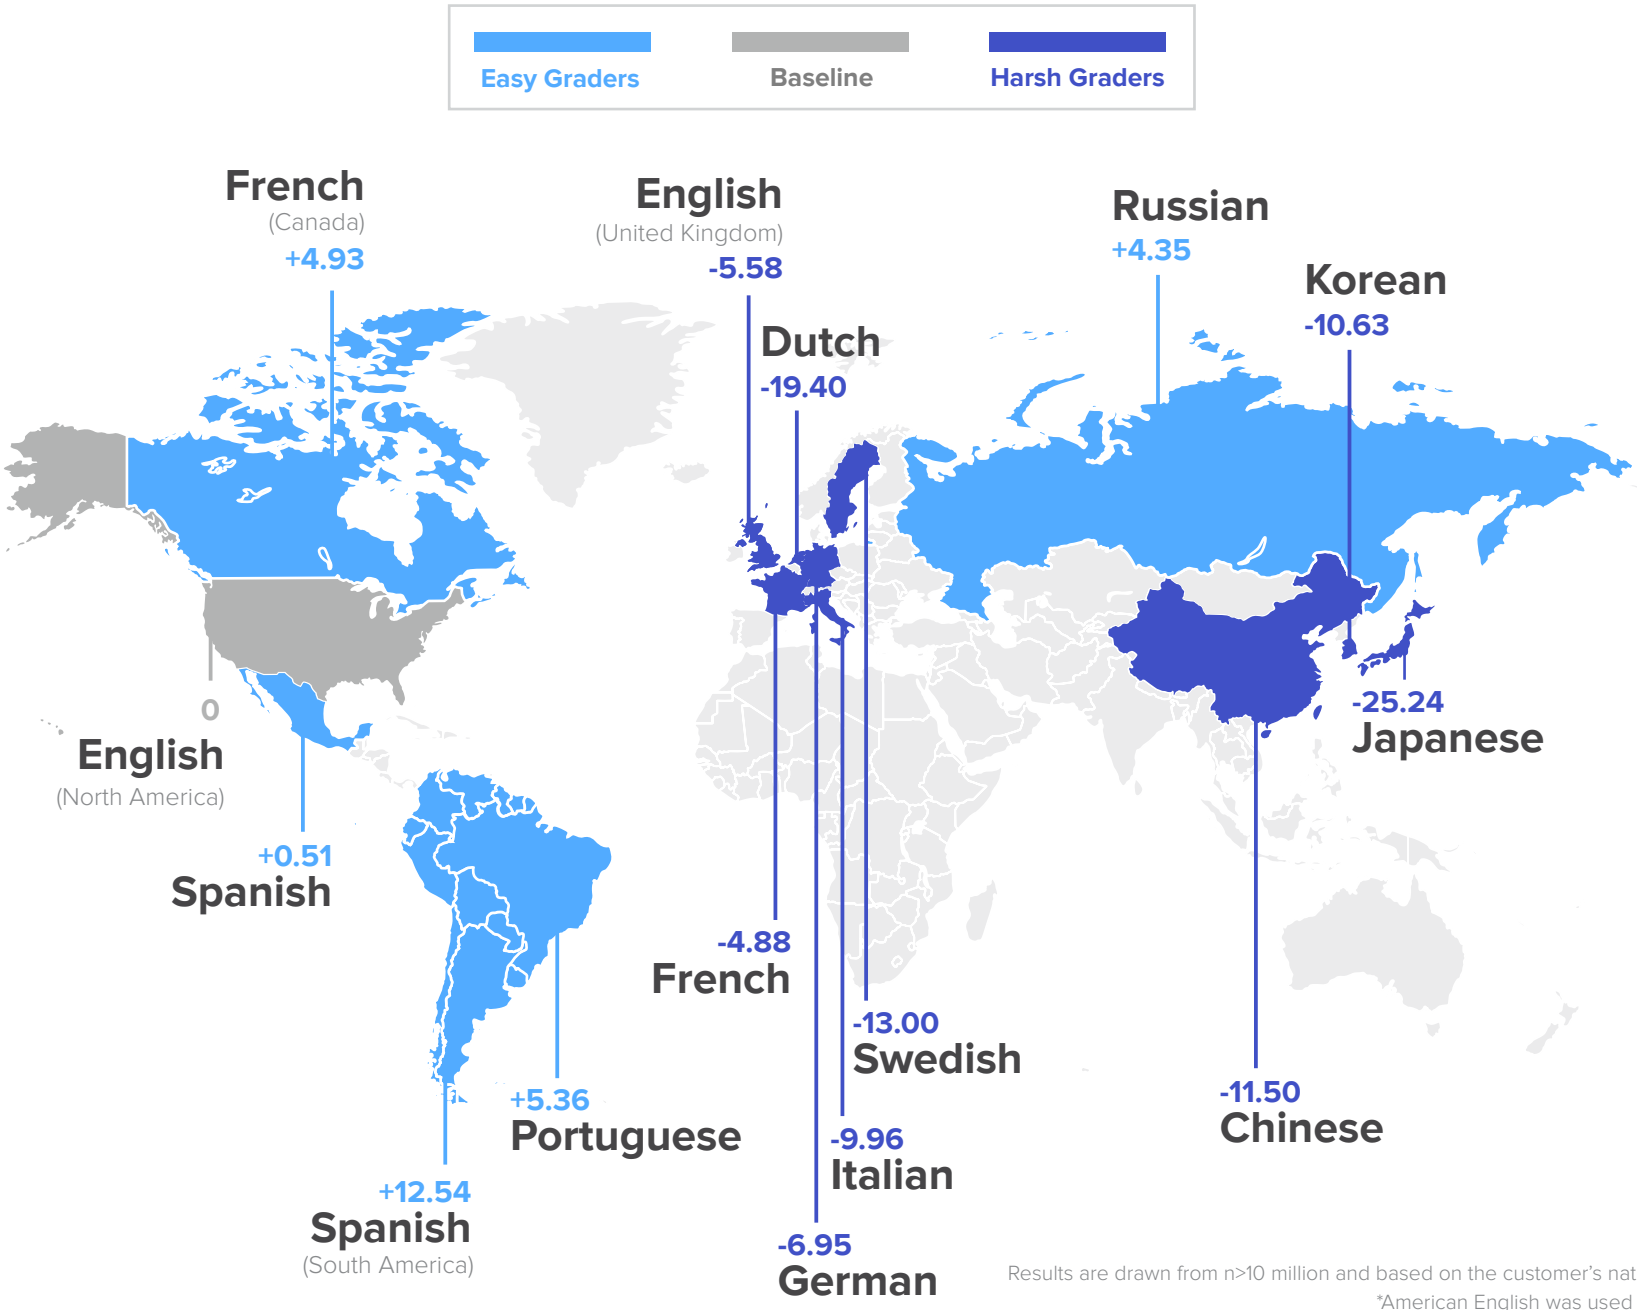 Easy Graders
Baseline
Harsh Graders
French
(Canada)
+4.93
English
(United Kingdom)
-5.58
Russian
+4.35
Korean
-10.63
Dutch
-19.40
0
English
(North America)
-25.24
Japanese
+0.51
Spanish
-4.88
French
-13.00
Swedish
+5.36
Portuguese
-11.50
Chinese
-9.96
Italian
+12.54
Spanish
(South America)
-6.95
German
Results are drawn from n>10 million and based on the customer’s nat
*American English was used